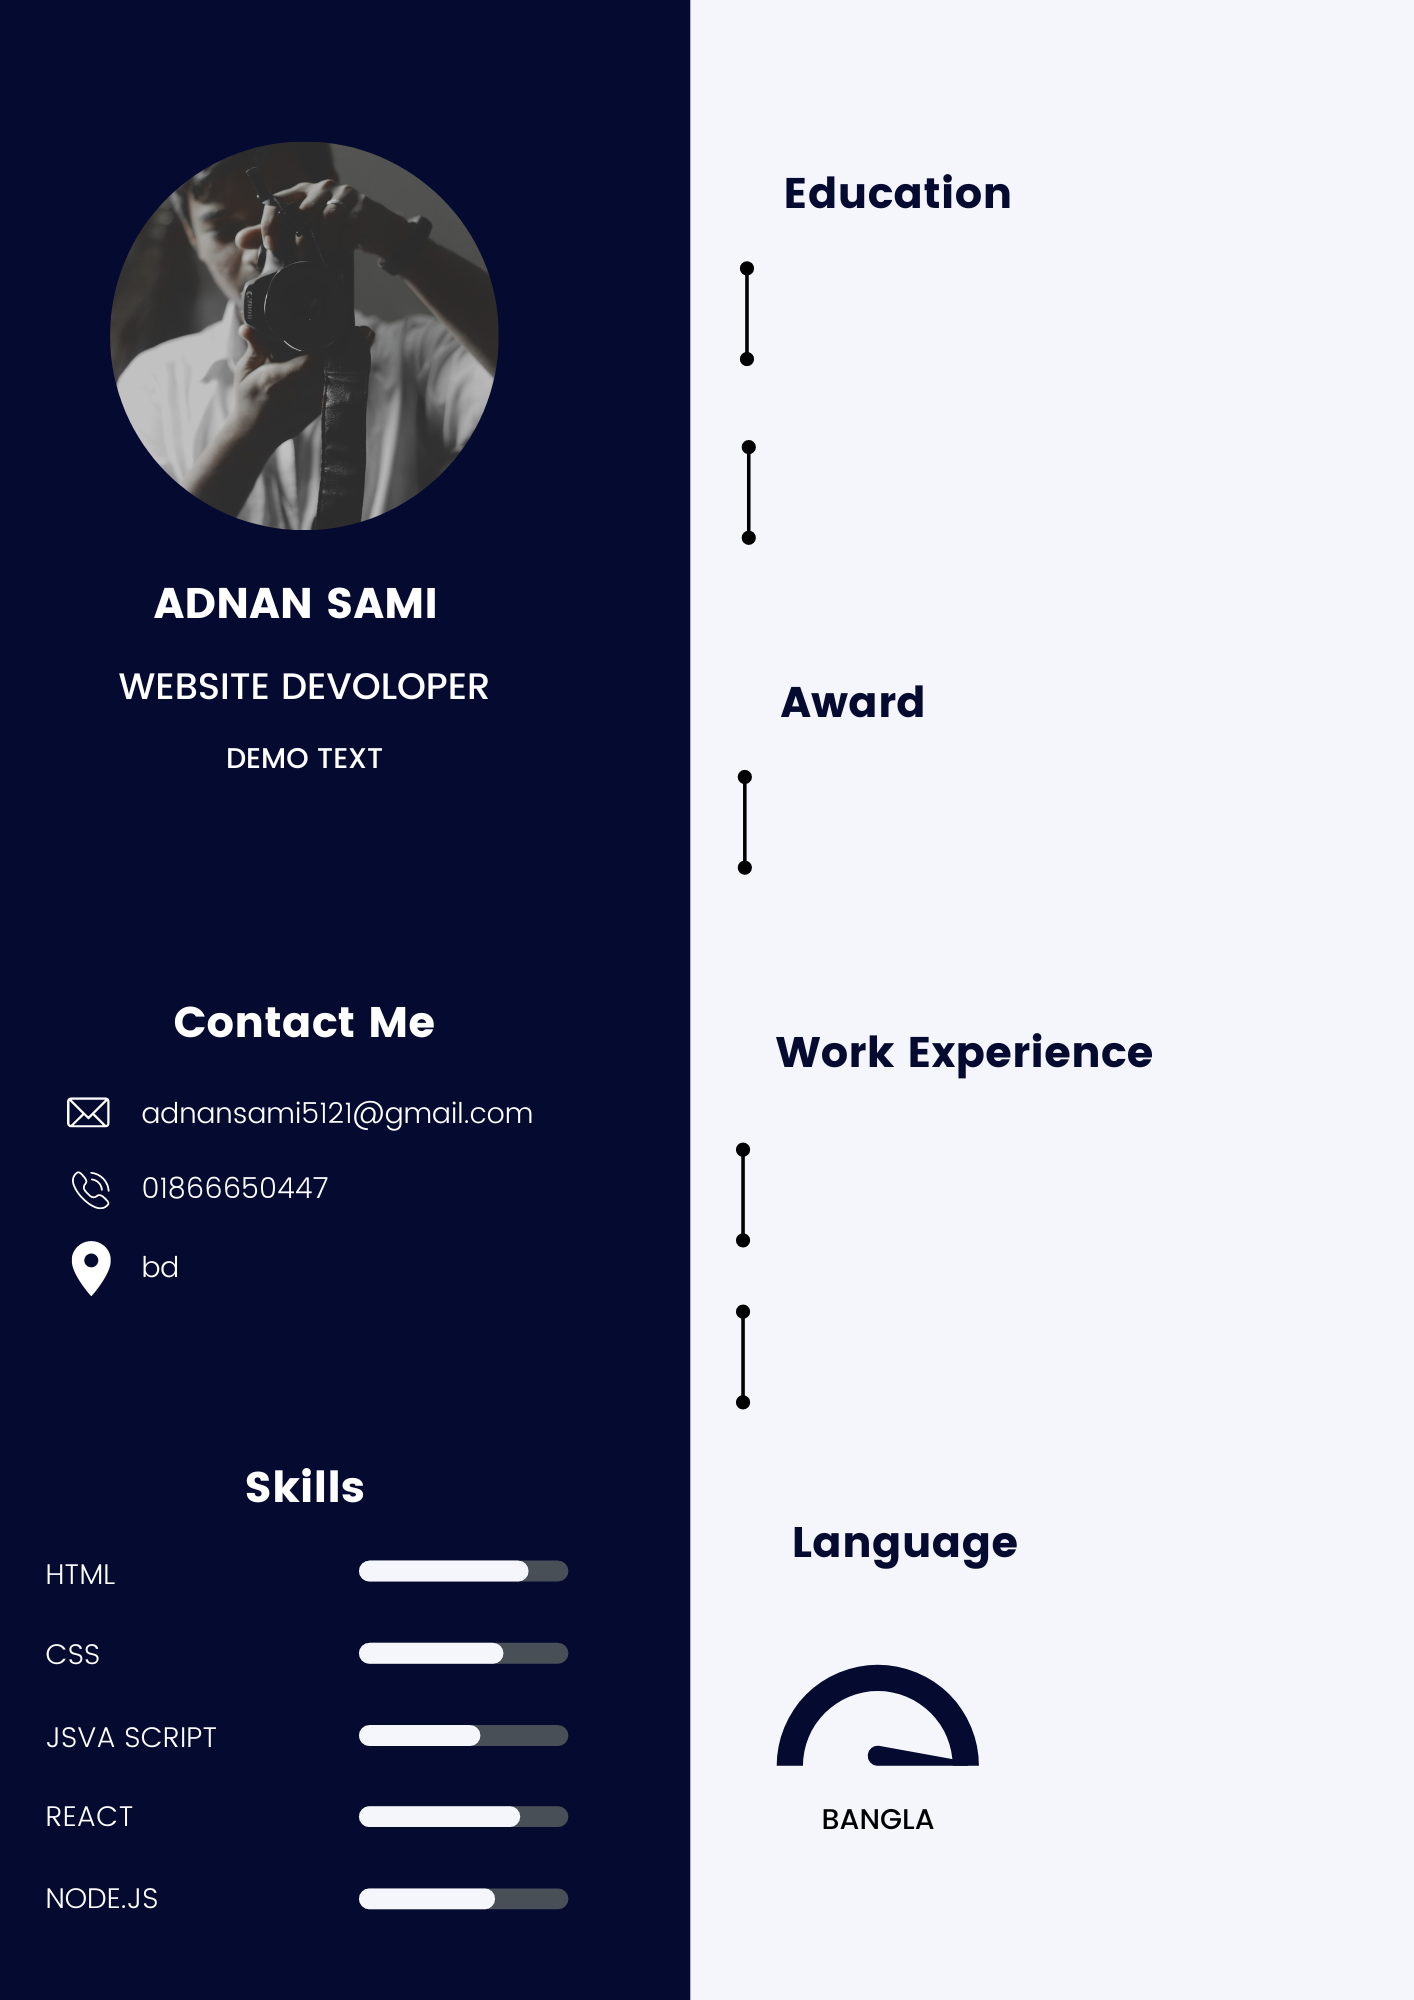 ADNAN SAMI
WEBSITE DEVOLOPER
DEMO TEXT
Contact Me
adnansami5121@gmail.com
01866650447
bd
Skills
HTML
CSS
JSVA SCRIPT
REACT
NODE.JS
Education
Award
Work Experience
Language
BANGLA